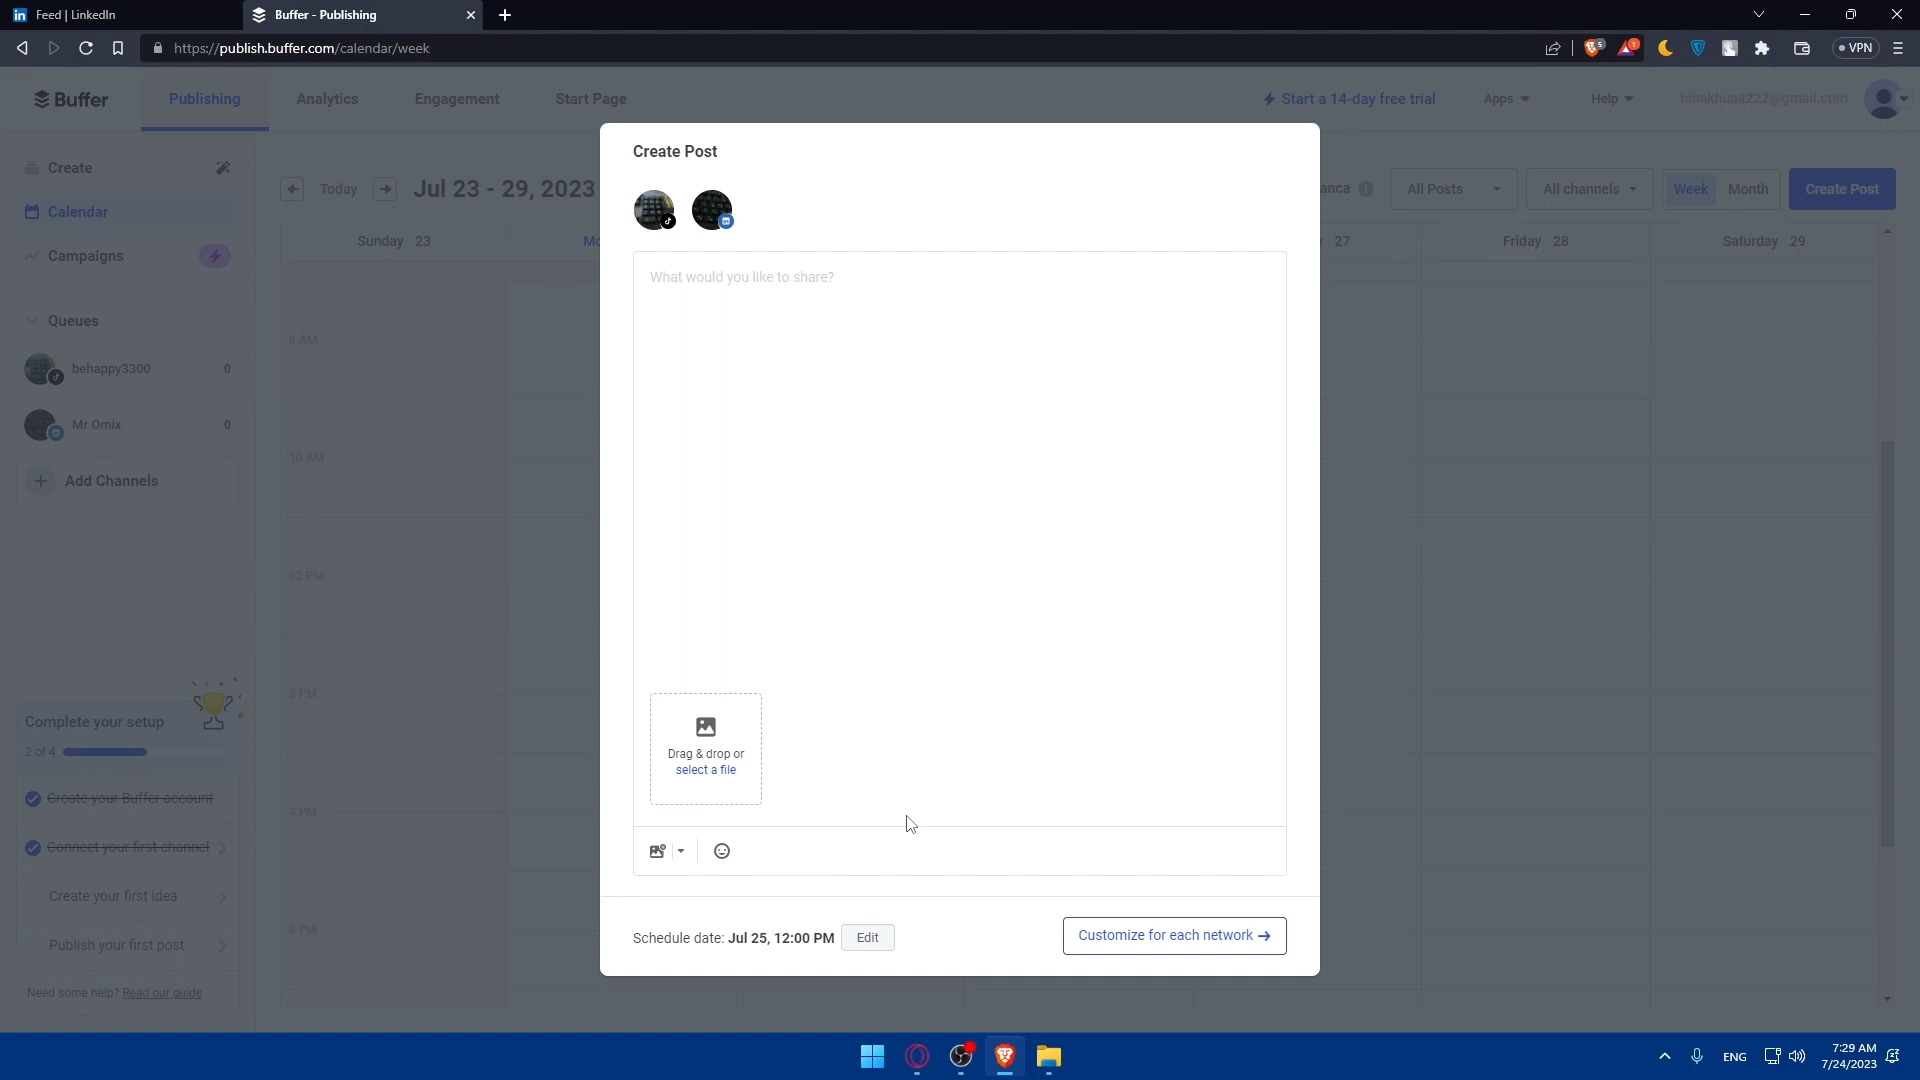 Feed | LinkedIn
Buffer - Publishing
https://publish.buffer.com/calendar/week
5
1
VPN
Buffer
Publishing
Analytics
Engagement
Start Page
Start a 14-day free trial
Apps
Help
bibakhuaa222@gmail.com
Create
Calendar
Campaigns
Queues
behappy3300
0
Mr Omix
0
Add Channels
Complete your setup
2 of 4
Create your Buffer account
Connect your first channel
Create your first idea
Publish your first post
Need some help? Read our guide
Today
Jul 23 - 29, 2023
anca
All Posts
All channels
Week
Month
Create Post
Sunday 23
Mo
27
Friday 28
Saturday 29
8 AM
10 AM
12 PM
2 PM
4 PM
6 PM
Create Post
What would you like to share?
Drag & drop or
select a file
Schedule date: Jul 25, 12:00 PM
Edit
Customize for each network
ENG
7:29 AM
7/24/2023